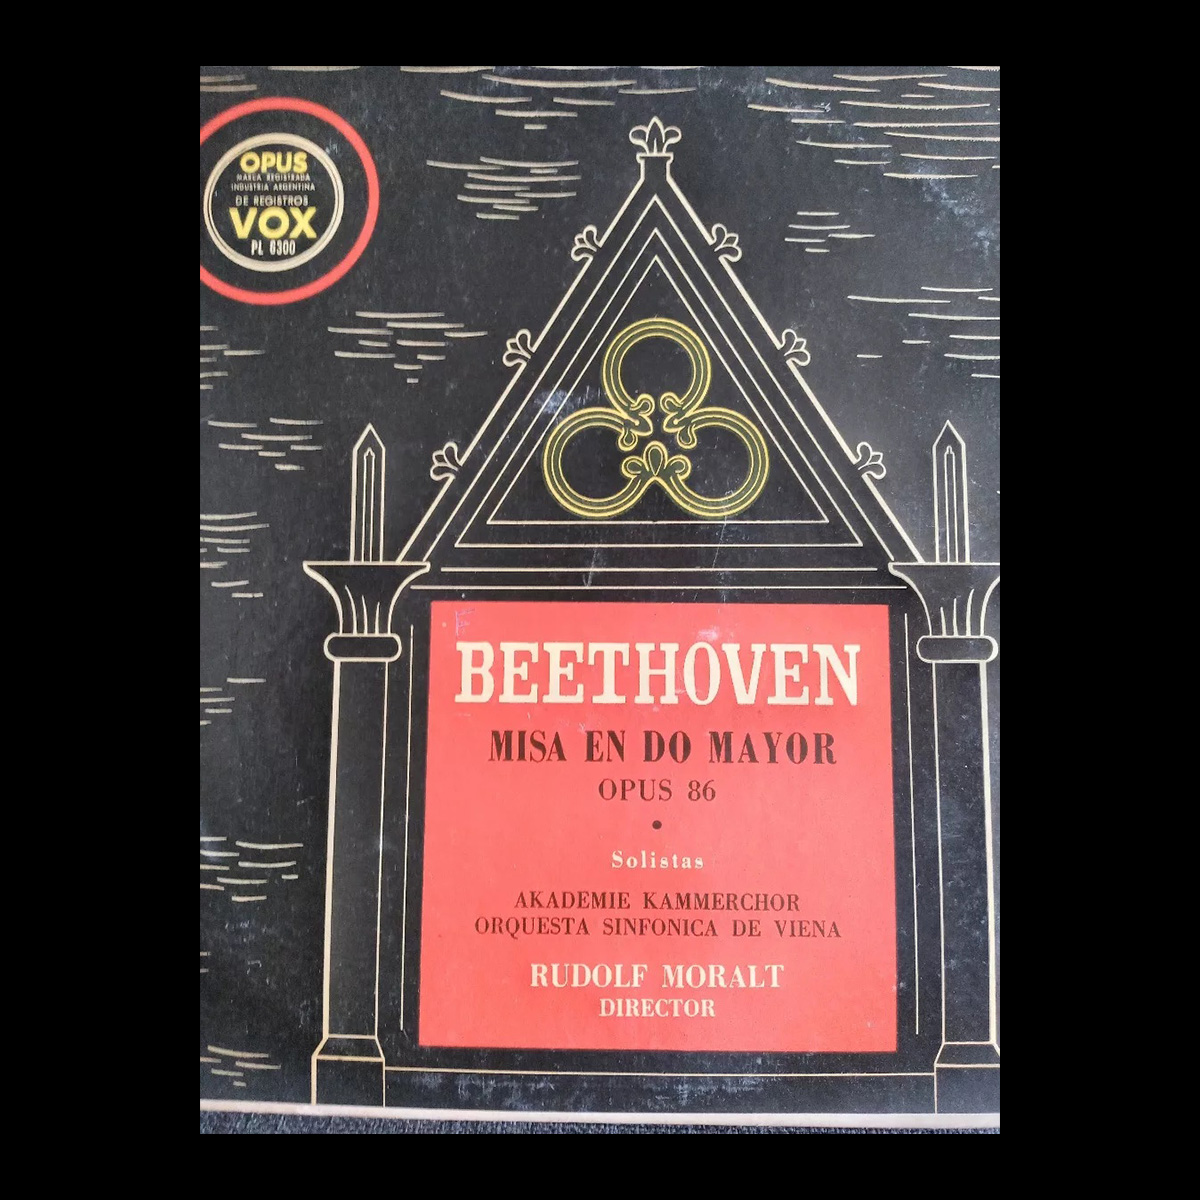 OPUS
MARCA REGISTRADA
INDUSTRIA ARGENTINA
DE REGISTROS
VOX
PL 6300
BEETHOVEN
MISA EN DO MAYOR
OPUS 86
•
Solistas
AKADEMIE KAMMERCHOR
ORQUESTA SINFONICA DE VIENA
RUDOLF MORALT
DIRECTOR